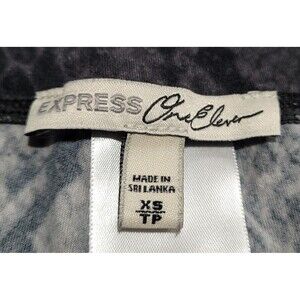 EXPRESS One Eleven
MADE IN
SRI LANKA
XS
TP